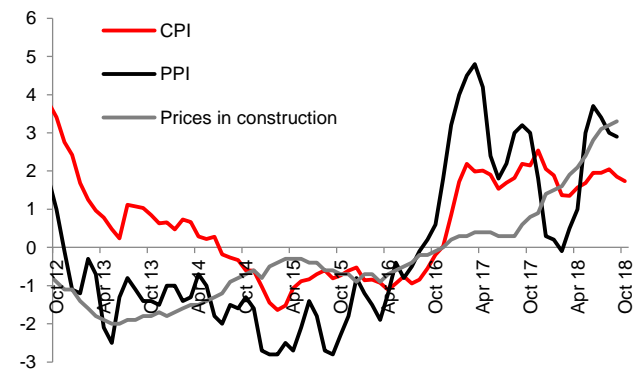 6
5
4
3
2
1
0
-1
-2
-3
CPI
PPI
Prices in construction
Oct 12
Apr 13
Oct 13
Apr 14
Oct 14
Apr 15
Oct 15
Apr 16
Oct 16
Apr 17
Oct 17
Apr 18
Oct 18